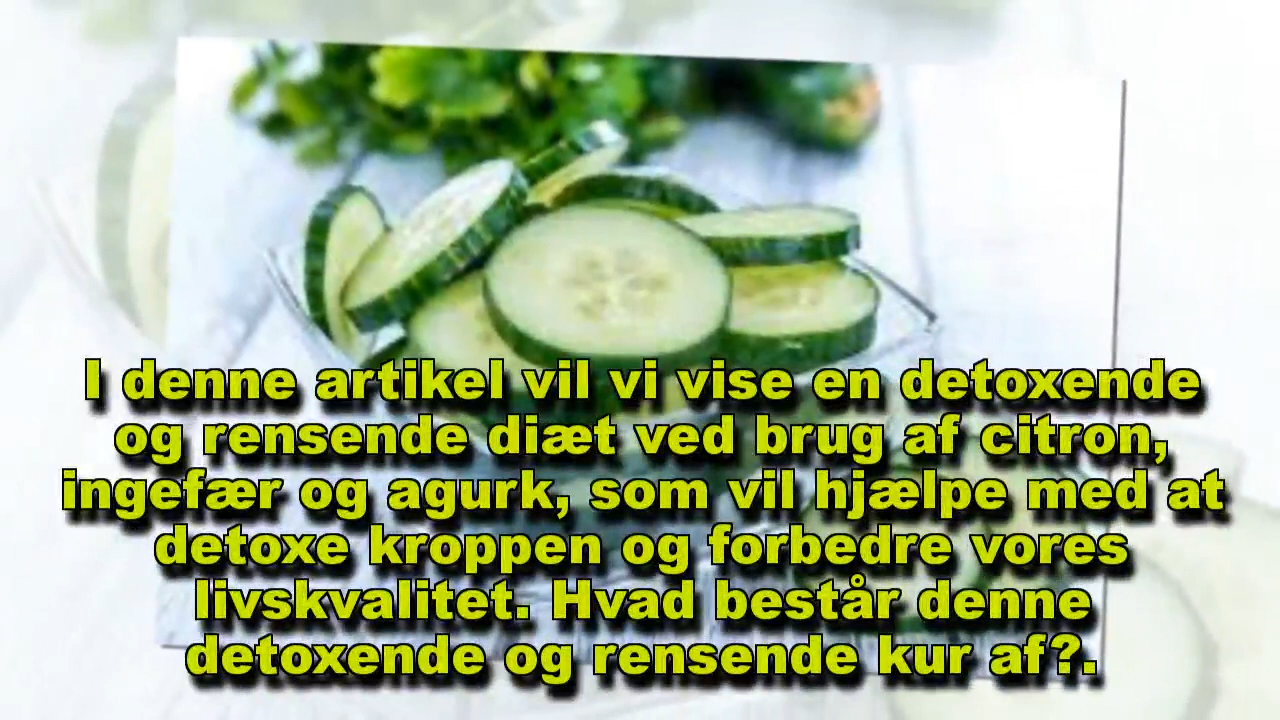 I denne artikel vil vi vise en detoxende
og rensende diæt ved brug af citron,
ingefær og agurk, som vil hjælpe med at
detoxe kroppen og forbedre vores
livskvalitet. Hvad består denne
detoxende og rensende kur af?.